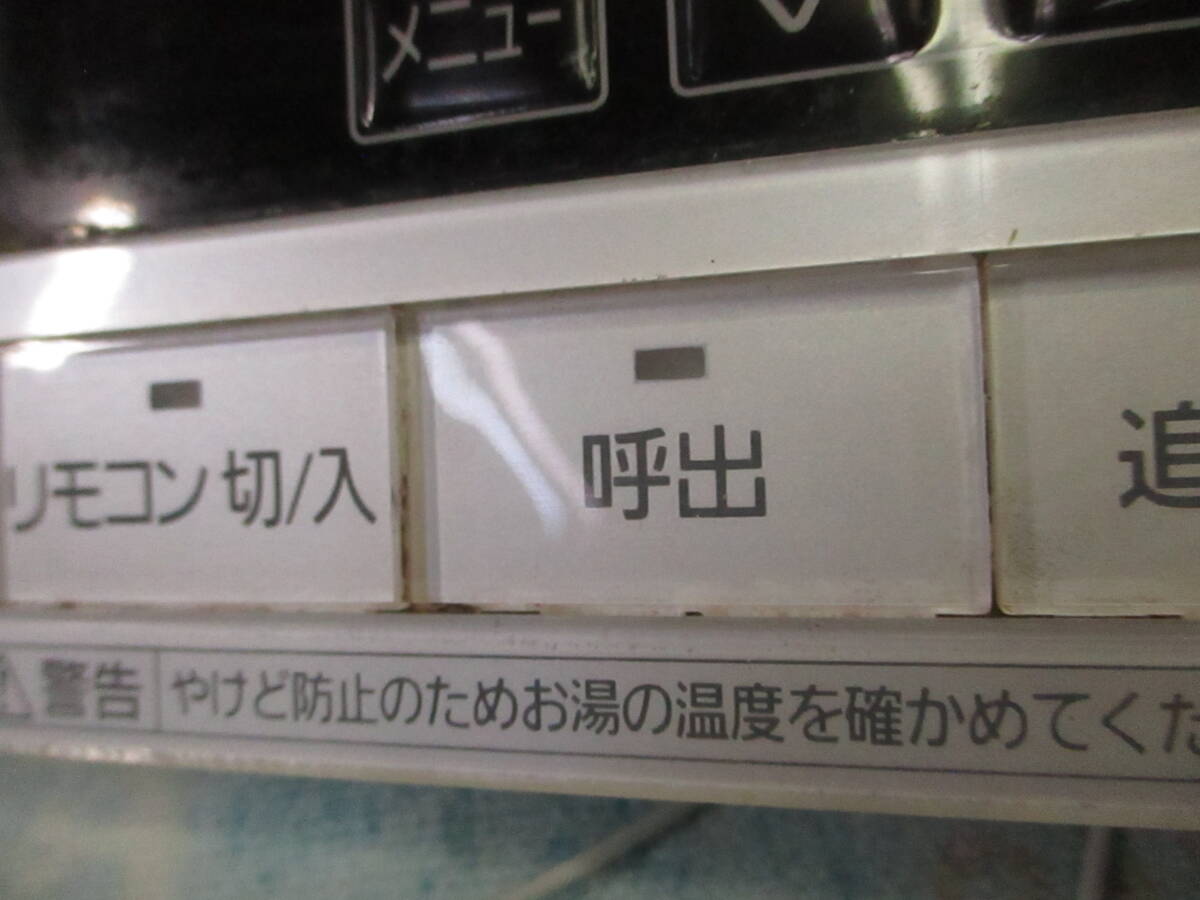 メニュー
リモコン 切/入
呼出
追
警告 やけど防止のためお湯の温度を確かめてくだ